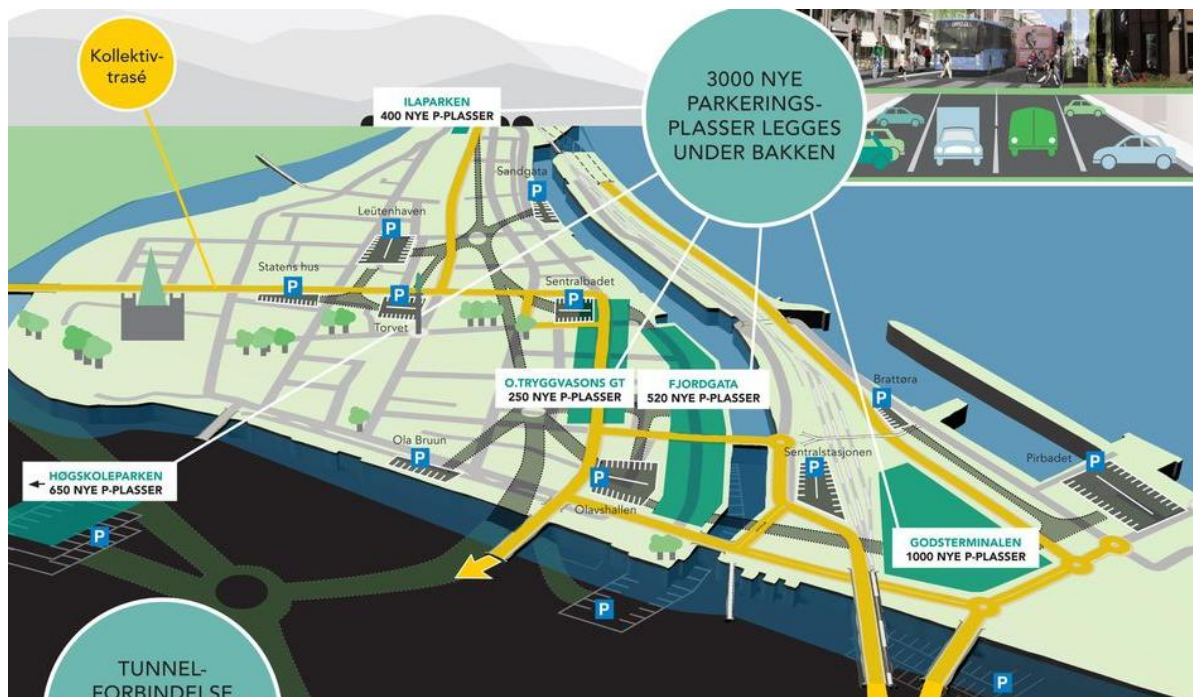 Kollektiv-
trasé
3000 NYE
PARKERINGS-
PLASSER LEGGES
UNDER BAKKEN
ILAPARKEN
400 NYE P-PLASSER
Sandgata
P
Leütenhaven
P
Statens hus
P
P
Torvet
Sentralbadet
P
O.TRYGGVASONS GT
250 NYE P-PLASSER
FJORDGATA
520 NYE P-PLASSER
Brattøra
P
Ola Bruun
P
Sentralstasjonen
P
Pirbadet
P
HØGSKOLEPARKEN
650 NYE P-PLASSER
P
Olavshallen
P
GODSTERMINALEN
1000 NYE P-PLASSER
P
P
TUNNEL-
FORBINDELSE